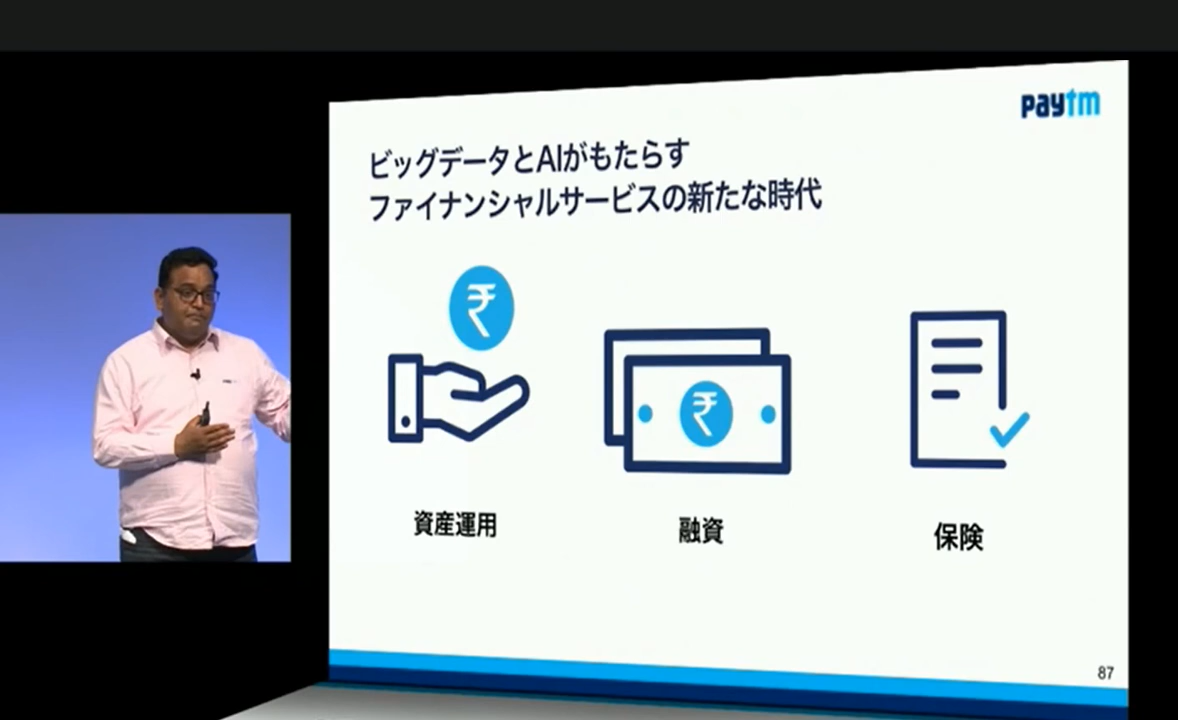 paytm
ビッグデータとAIがもたらす
ファイナンシャルサービスの新たな時代
₹
₹
資産運用
融資
保険
87